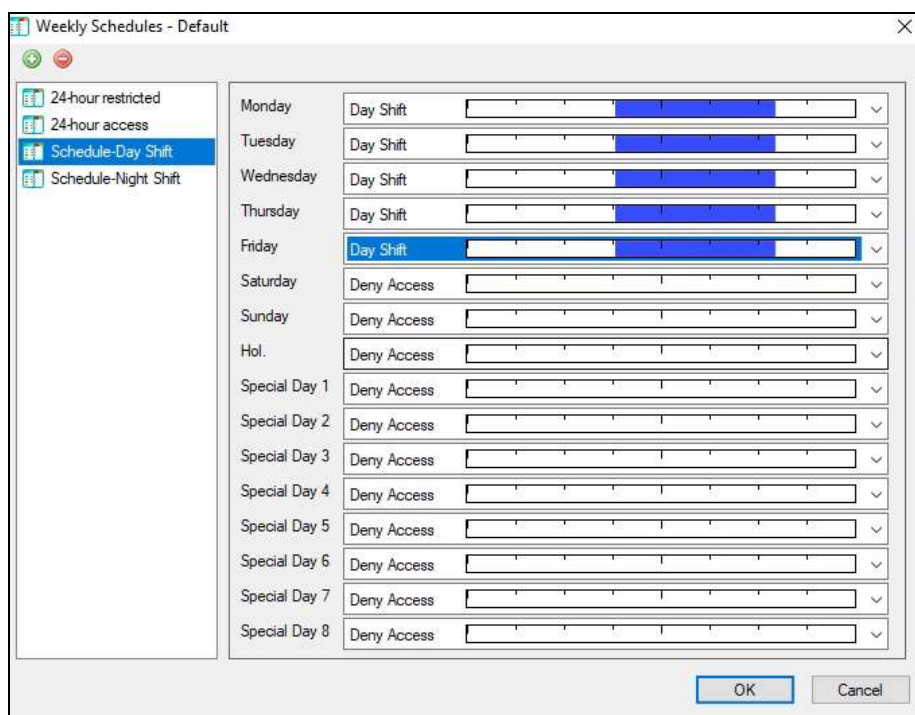 Weekly Schedules - Default
24-hour restricted
24-hour access
Schedule-Day Shift
Schedule-Night Shift
Monday Day Shift
Tuesday Day Shift
Wednesday Day Shift
Thursday Day Shift
Friday Day Shift
Saturday Deny Access
Sunday Deny Access
Hol. Deny Access
Special Day 1 Deny Access
Special Day 2 Deny Access
Special Day 3 Deny Access
Special Day 4 Deny Access
Special Day 5 Deny Access
Special Day 6 Deny Access
Special Day 7 Deny Access
Special Day 8 Deny Access
OK Cancel